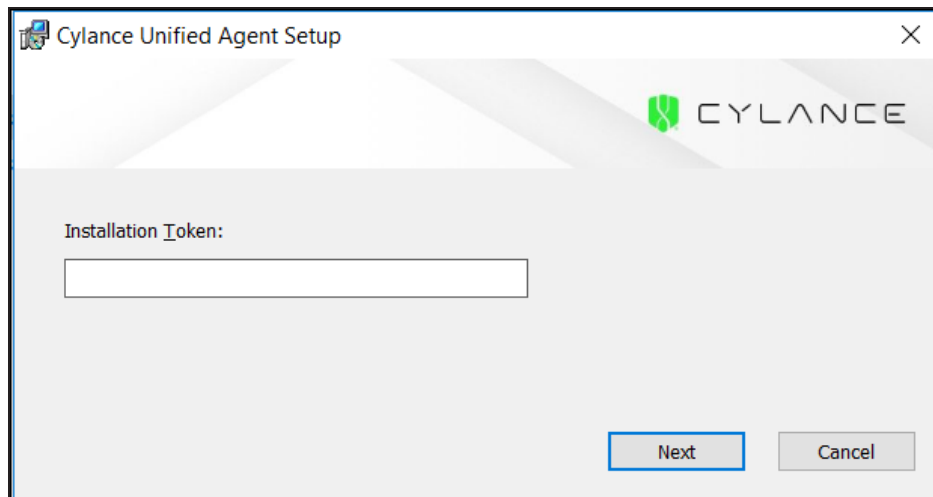 Cylance Unified Agent Setup
CYLANCE
Installation Token:
Next
Cancel